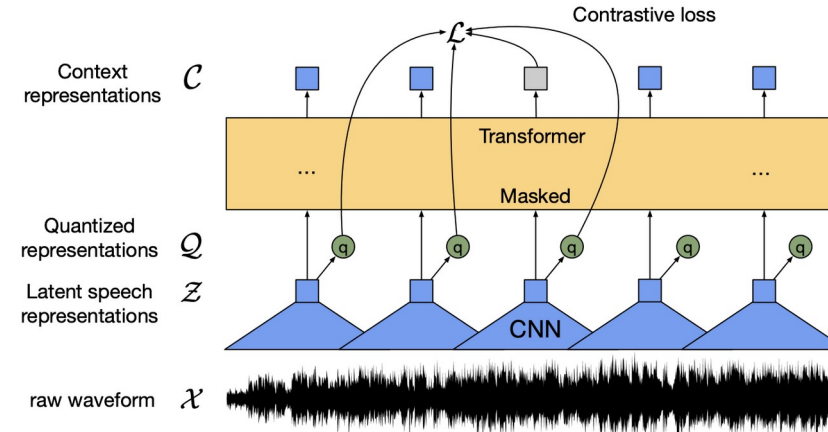 Contrastive loss
ℒ
Context
representations 𝒞
Transformer
... ...
Masked
Quantized
representations 𝒬
q q q q q
Latent speech
representations 𝒵
CNN
raw waveform 𝒳